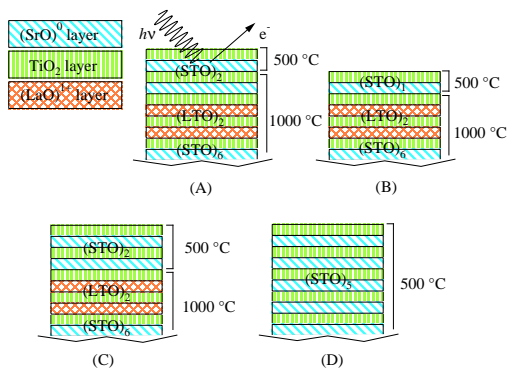 (SrO)⁰ layer
TiO₂ layer
(LaO)¹⁺ layer
hν
e⁻
(STO)₂
500 °C
(LTO)₂
1000 °C
(STO)₆
(A)
(STO)₁
500 °C
(LTO)₂
1000 °C
(STO)₆
(B)
(STO)₂
500 °C
(LTO)₂
1000 °C
(STO)₆
(C)
(STO)₅
500 °C
(D)